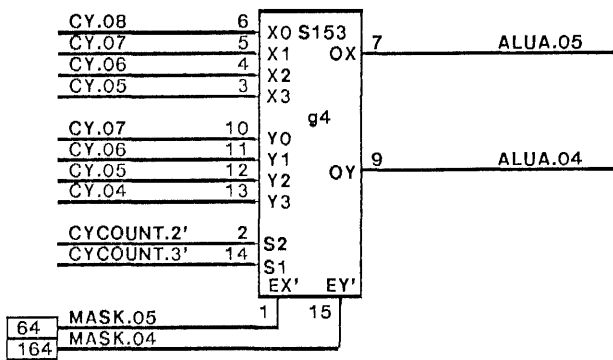 CY.08 6 X0 S153
CY.07 5 X1 OX 7 ALUA.05
CY.06 4 X2
CY.05 3 X3
g4
CY.07 10 Y0
CY.06 11 Y1
CY.05 12 Y2 OY 9 ALUA.04
CY.04 13 Y3
CYCOUNT.2' 2 S2
CYCOUNT.3' 14 S1
EX' EY'
64 MASK.05 1 15
164 MASK.04